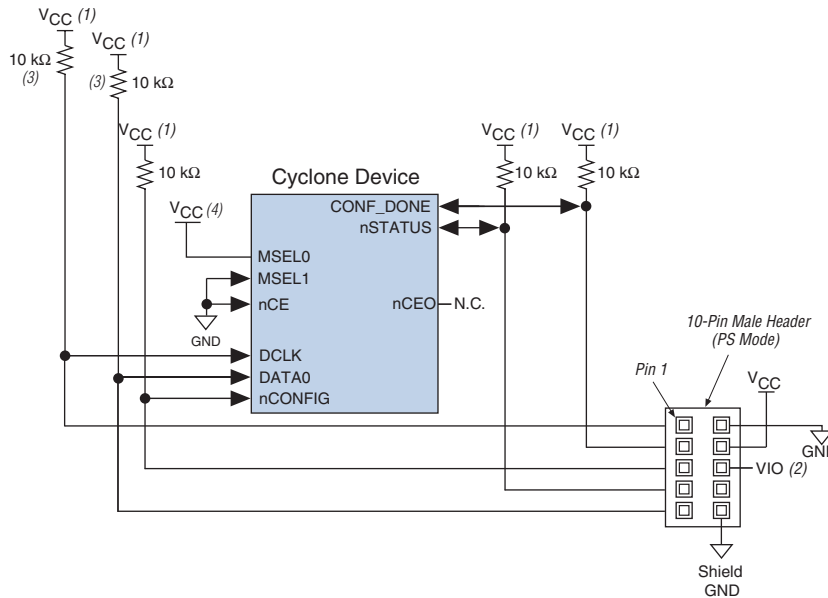 VCC (1)
VCC (1)
10 kΩ
(3)
(3)
10 kΩ
VCC (1)
10 kΩ
VCC (1)
VCC (1)
10 kΩ
10 kΩ
Cyclone Device
VCC (4)
CONF_DONE
nSTATUS
MSEL0
MSEL1
nCE
nCEO
N.C.
GND
DCLK
DATA0
nCONFIG
10-Pin Male Header
(PS Mode)
Pin 1
VCC
GND
VIO (2)
Shield
GND